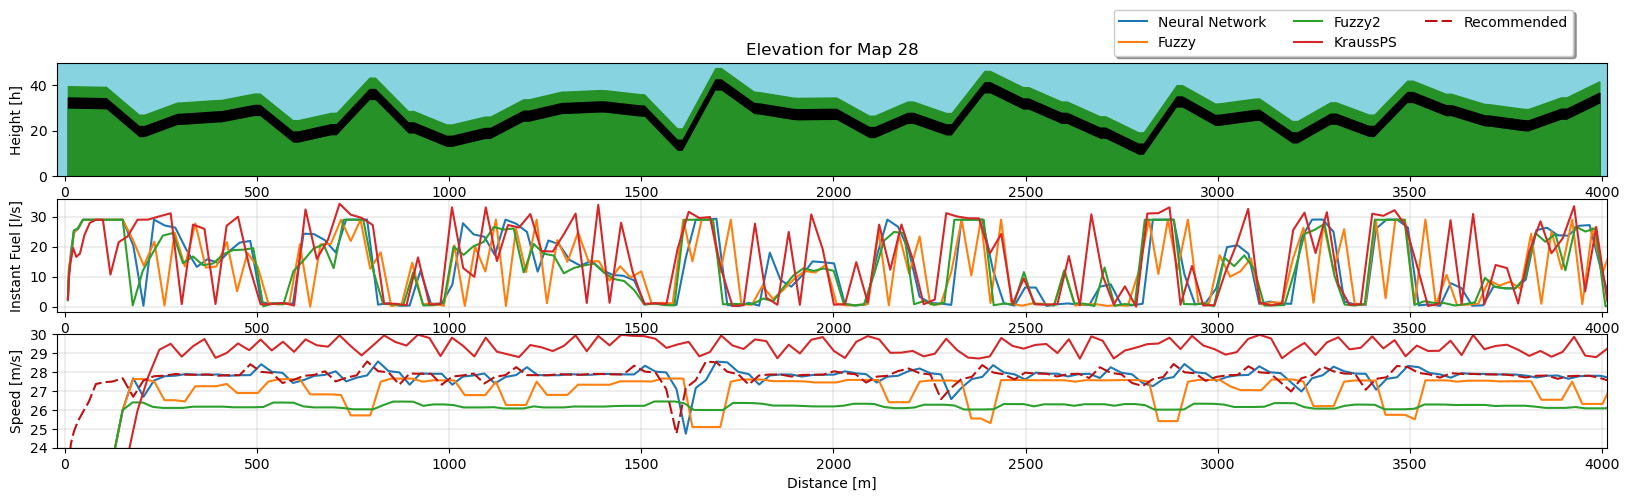 Neural Network
Fuzzy
Fuzzy2
KraussPS
Recommended
Elevation for Map 28
Height [h]
40
20
0
0 500 1000 1500 2000 2500 3000 3500 4000
Instant Fuel [l/s]
30
20
10
0
0 500 1000 1500 2000 2500 3000 3500 4000
Speed [m/s]
30
29
28
27
26
25
24
0 500 1000 1500 2000 2500 3000 3500 4000
Distance [m]